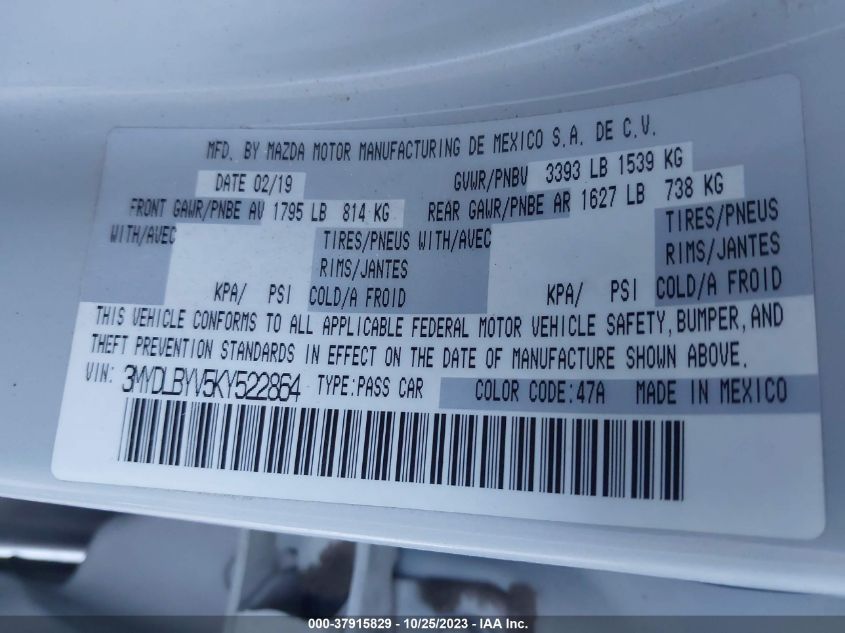 MFD. BY MAZDA MOTOR MANUFACTURING DE MEXICO S.A. DE C.V.
DATE 02/19 GVWR/PNBV 3393 LB 1539 KG
FRONT GAWR/PNBE AV 1795 LB 814 KG REAR GAWR/PNBE AR 1627 LB 738 KG
WITH/AVEC TIRES/PNEUS WITH/AVEC TIRES/PNEUS
RIMS/JANTES RIMS/JANTES
KPA/ PSI COLD/A FROID KPA/ PSI COLD/A FROID
THIS VEHICLE CONFORMS TO ALL APPLICABLE FEDERAL MOTOR VEHICLE SAFETY, BUMPER, AND
THEFT PREVENTION STANDARDS IN EFFECT ON THE DATE OF MANUFACTURE SHOWN ABOVE.
VIN: 3MYDLBYV5KY522864 TYPE:PASS CAR COLOR CODE:47A MADE IN MEXICO
000-37915829 - 10/25/2023 - IAA Inc.